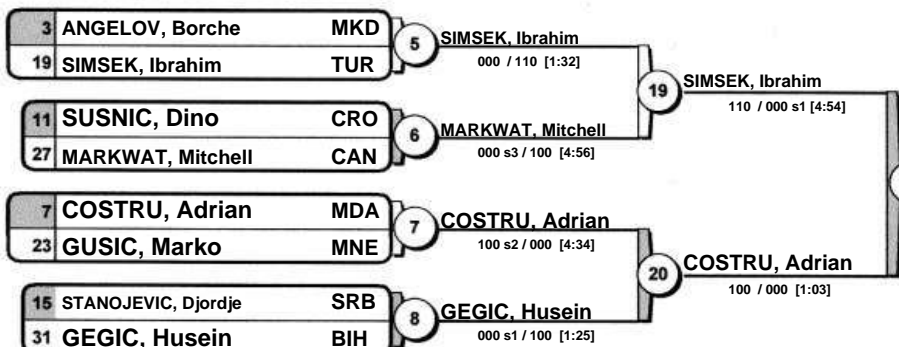 3 ANGELOV, Borche MKD
19 SIMSEK, Ibrahim TUR
5
SIMSEK, Ibrahim
000 / 110 [1:32]
11 SUSNIC, Dino CRO
27 MARKWAT, Mitchell CAN
6
MARKWAT, Mitchell
000 s3 / 100 [4:56]
19
SIMSEK, Ibrahim
110 / 000 s1 [4:54]
7 COSTRU, Adrian MDA
23 GUSIC, Marko MNE
7
COSTRU, Adrian
100 s2 / 000 [4:34]
15 STANOJEVIC, Djordje SRB
31 GEGIC, Husein BIH
8
GEGIC, Husein
000 s1 / 100 [1:25]
20
COSTRU, Adrian
100 / 000 [1:03]